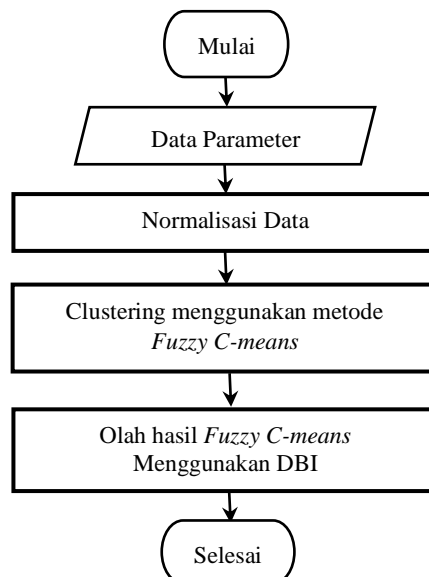 Mulai
Data Parameter
Normalisasi Data
Clustering menggunakan metode
Fuzzy C-means
Olah hasil Fuzzy C-means
Menggunakan DBI
Selesai